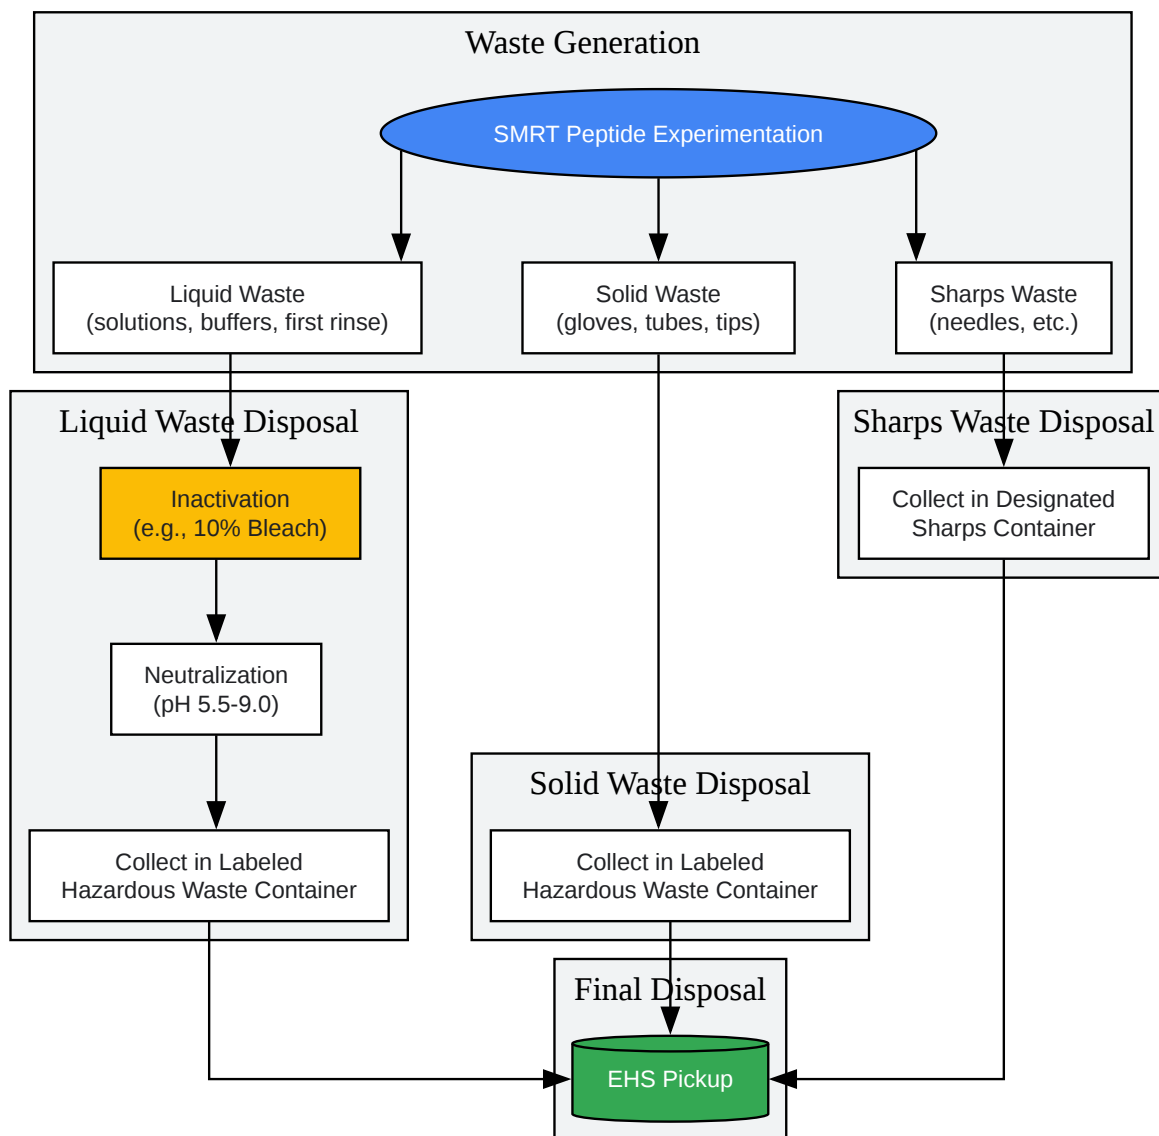 Waste Generation
SMRT Peptide Experimentation
Liquid Waste
(solutions, buffers, first rinse)
Solid Waste
(gloves, tubes, tips)
Sharps Waste
(needles, etc.)
Liquid Waste Disposal
Inactivation
(e.g., 10% Bleach)
Neutralization
(pH 5.5-9.0)
Collect in Labeled
Hazardous Waste Container
Sharps Waste Disposal
Collect in Designated
Sharps Container
Solid Waste Disposal
Collect in Labeled
Hazardous Waste Container
Final Disposal
EHS Pickup